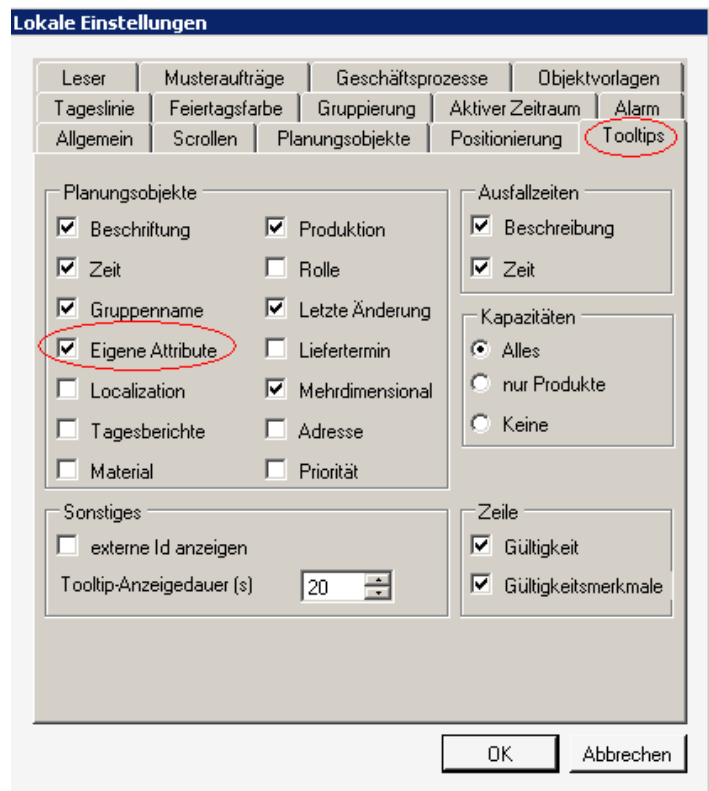 Lokale Einstellungen
Leser Musteraufträge Geschäftsprozesse Objektvorlagen
Tageslinie Feiertagsfarbe Gruppierung Aktiver Zeitraum Alarm
Allgemein Scrollen Planungsobjekte Positionierung Tooltips
Planungsobjekte
Beschriftung Produktion
Zeit Rolle
Gruppenname Letzte Änderung
Eigene Attribute Liefertermin
Localization Mehrdimensional
Tagesberichte Adresse
Material Priorität
Ausfallzeiten
Beschreibung
Zeit
Kapazitäten
Alles
nur Produkte
Keine
Sonstiges
externe Id anzeigen
Tooltip-Anzeigedauer (s) 20
Zeile
Gültigkeit
Gültigkeitsmerkmale
OK Abbrechen